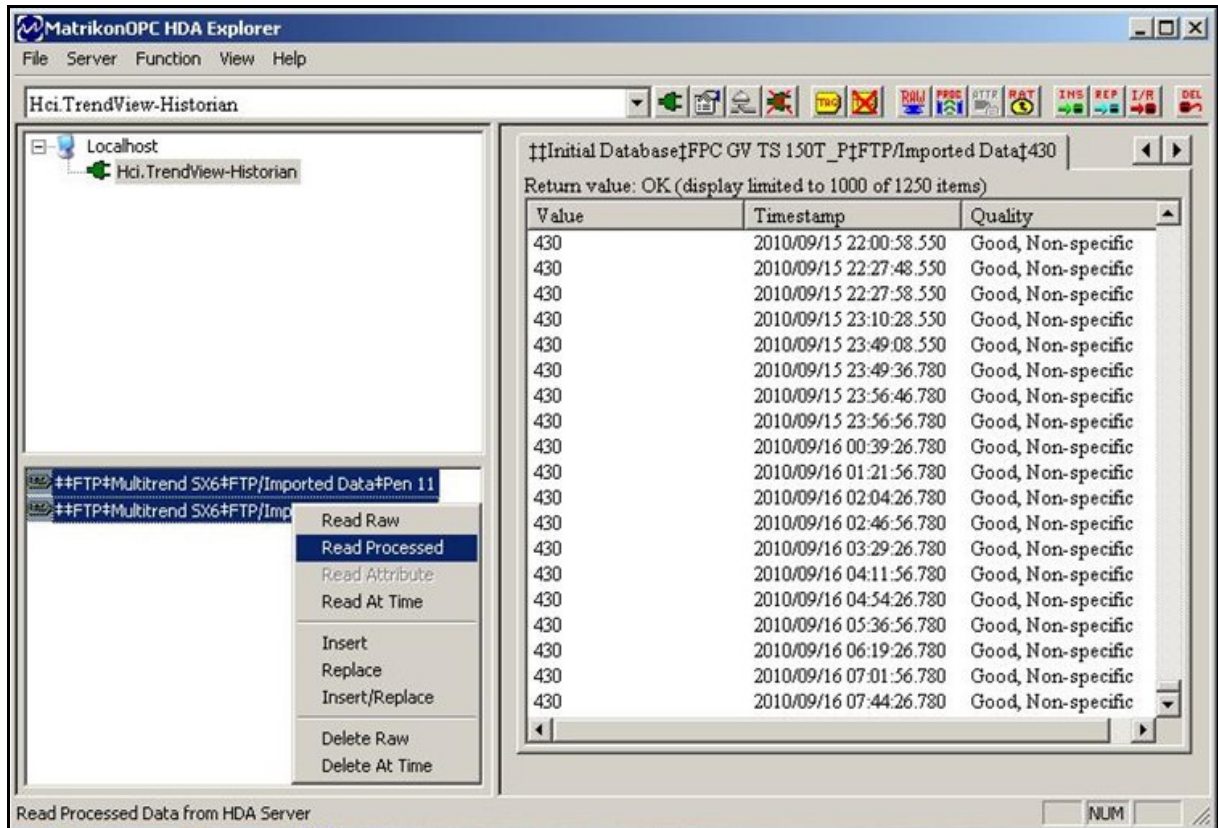 MatrikonOPC HDA Explorer
File Server Function View Help
Hci.TrendView-Historian
TAG RAW PROC ATTR RAT INS REP I/R DEL
Localhost
Hci.TrendView-Historian
‡‡Initial Database‡FPC GV TS 150T_P‡FTP/Imported Data‡430
Return value: OK (display limited to 1000 of 1250 items)
Value Timestamp Quality
430 2010/09/15 22:00:58.550 Good, Non-specific
430 2010/09/15 22:27:48.550 Good, Non-specific
430 2010/09/15 22:27:58.550 Good, Non-specific
430 2010/09/15 23:10:28.550 Good, Non-specific
430 2010/09/15 23:49:08.550 Good, Non-specific
430 2010/09/15 23:49:36.780 Good, Non-specific
430 2010/09/15 23:56:46.780 Good, Non-specific
430 2010/09/15 23:56:56.780 Good, Non-specific
430 2010/09/16 00:39:26.780 Good, Non-specific
430 2010/09/16 01:21:56.780 Good, Non-specific
430 2010/09/16 02:04:26.780 Good, Non-specific
430 2010/09/16 02:46:56.780 Good, Non-specific
430 2010/09/16 03:29:26.780 Good, Non-specific
430 2010/09/16 04:11:56.780 Good, Non-specific
430 2010/09/16 04:54:26.780 Good, Non-specific
430 2010/09/16 05:36:56.780 Good, Non-specific
430 2010/09/16 06:19:26.780 Good, Non-specific
430 2010/09/16 07:01:56.780 Good, Non-specific
430 2010/09/16 07:44:26.780 Good, Non-specific
‡‡FTP‡Multitrend SX6‡FTP/Imported Data‡Pen 11
‡‡FTP‡Multitrend SX6‡FTP/Imp
Read Raw
Read Processed
Read Attribute
Read At Time
Insert
Replace
Insert/Replace
Delete Raw
Delete At Time
Read Processed Data from HDA Server
NUM